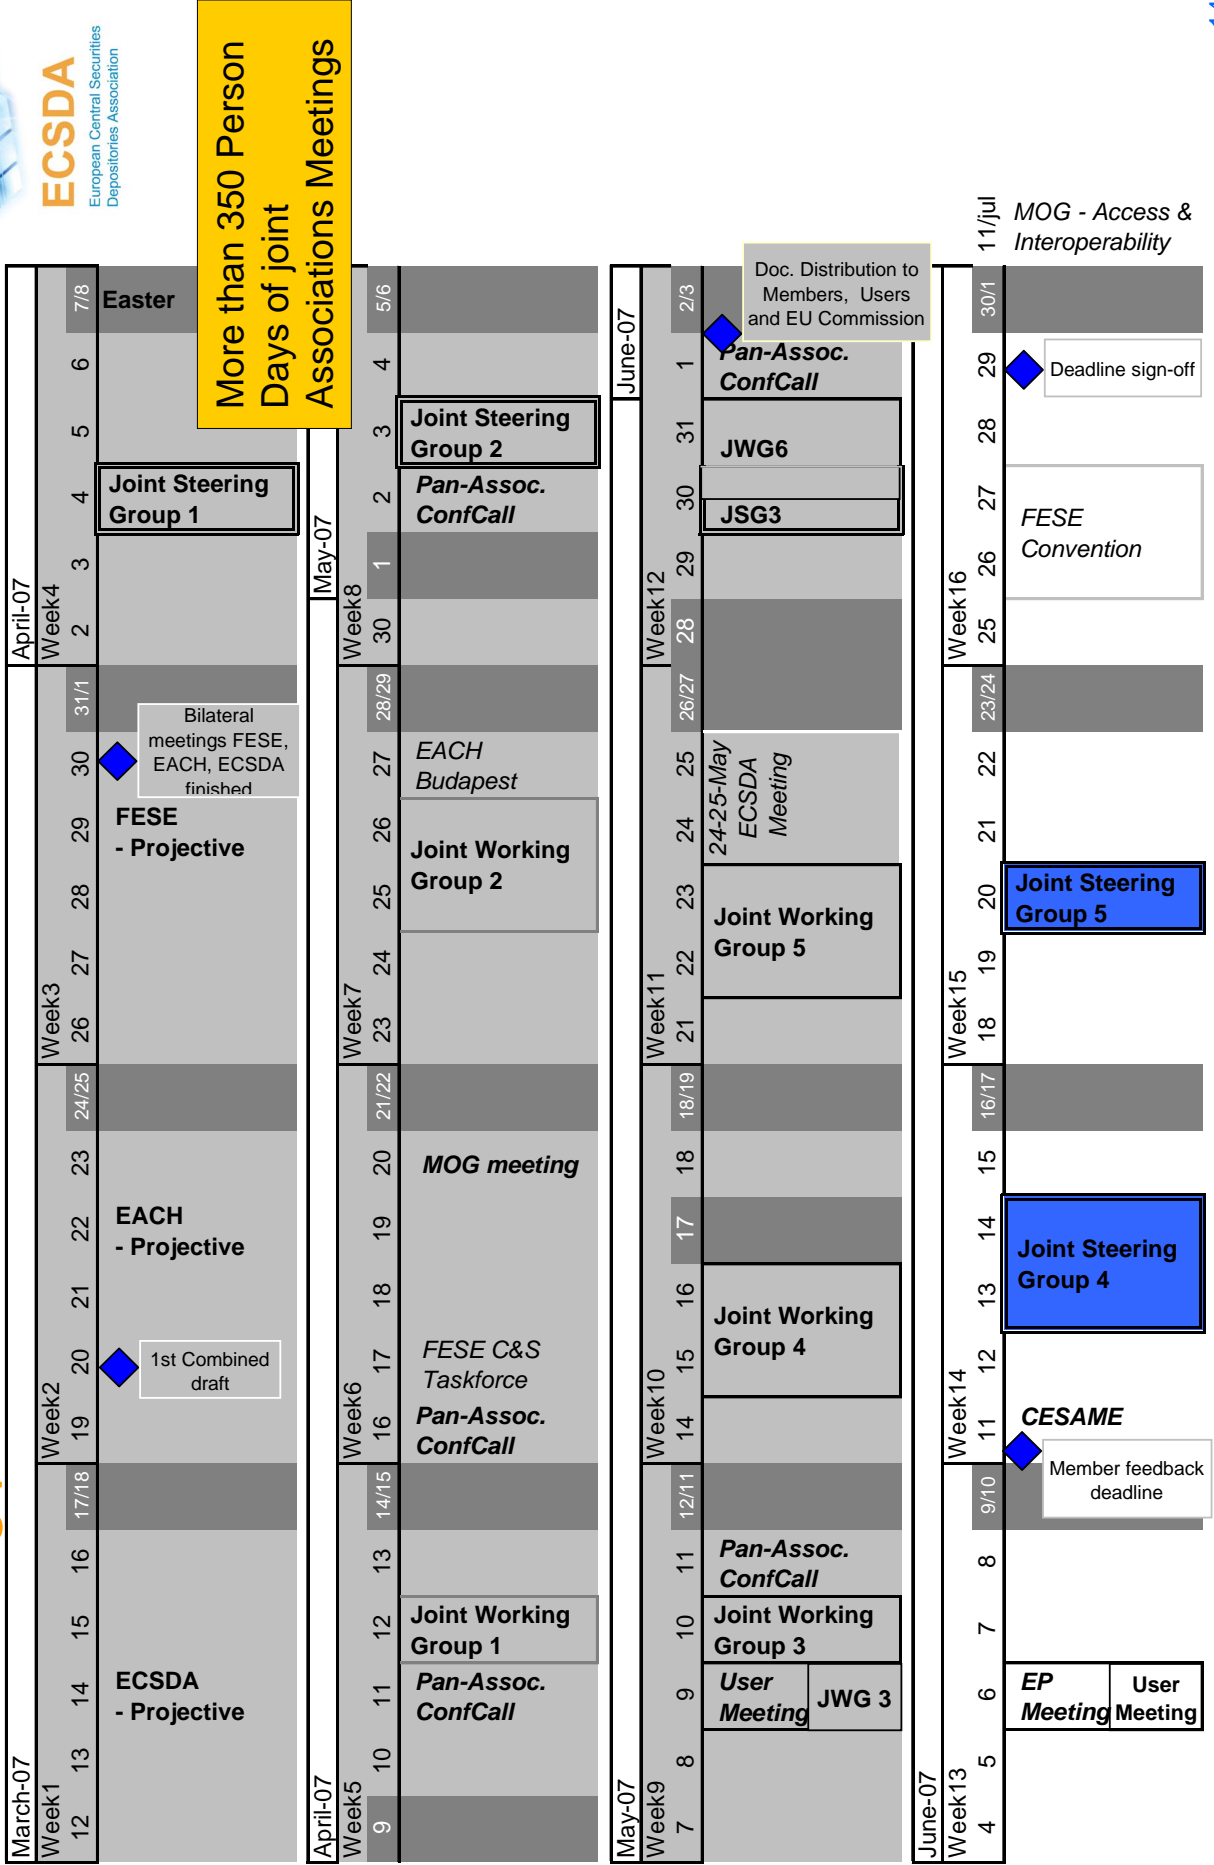 ECSDA
European Central Securities
Depositories Association
More than 350 Person
Days of joint
Associations Meetings
March-07
April-07
Week1
Week2
Week3
Week4
12 13 14 15 16 17/18 19 20 21 22 23 24/25 26 27 28 29 30 31/1 2 3 4 5 6 7/8
ECSDA
- Projective
1st Combined
draft
EACH
- Projective
FESE
- Projective
Bilateral
meetings FESE,
EACH, ECSDA
finished
Joint Steering
Group 1
Easter
April-07
May-07
Week5
Week6
Week7
Week8
9 10 11 12 13 14/15 16 17 18 19 20 21/22 23 24 25 26 27 28/29 30 1 2 3 4 5/6
Pan-Assoc.
ConfCall
Joint Working
Group 1
Pan-Assoc.
ConfCall
FESE C&S
Taskforce
MOG meeting
Joint Working
Group 2
EACH
Budapest
Pan-Assoc.
ConfCall
Joint Steering
Group 2
May-07
June-07
Week9
Week10
Week11
Week12
7 8 9 10 11 12/11 14 15 16 17 18 18/19 21 22 23 24 25 26/27 28 29 30 31 1 2/3
User
Meeting
JWG 3
Joint Working
Group 3
Pan-Assoc.
ConfCall
Joint Working
Group 4
Joint Working
Group 5
24-25-May
ECSDA
Meeting
JSG3
JWG6
Pan-Assoc.
ConfCall
Doc. Distribution to
Members, Users
and EU Commission
June-07
Week13
Week14
Week15
Week16
4 5 6 7 8 9/10 11 12 13 14 15 16/17 18 19 20 21 22 23/24 25 26 27 28 29 30/1 11/jul
EP
Meeting
User
Meeting
Member feedback
deadline
CESAME
Joint Steering
Group 4
Joint Steering
Group 5
FESE
Convention
Deadline sign-off
MOG - Access &
Interoperability